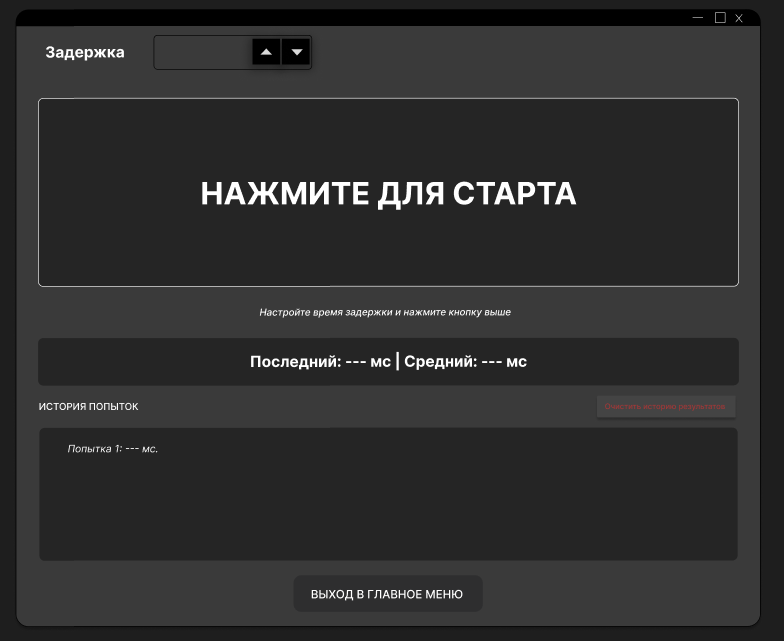 Задержка
НАЖМИТЕ ДЛЯ СТАРТА
Настройте время задержки и нажмите кнопку выше
Последний: --- мс | Средний: --- мс
ИСТОРИЯ ПОПЫТОК
Очистить историю результатов
Попытка 1: --- мс.
ВЫХОД В ГЛАВНОЕ МЕНЮ